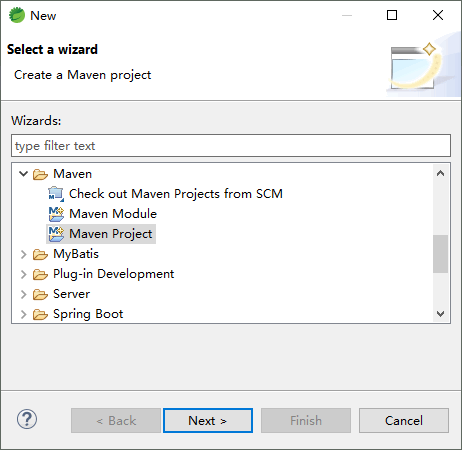 New
Select a wizard
Create a Maven project
Wizards:
type filter text
Maven
Check out Maven Projects from SCM
Maven Module
Maven Project
MyBatis
Plug-in Development
Server
Spring Boot
?
< Back
Next >
Finish
Cancel